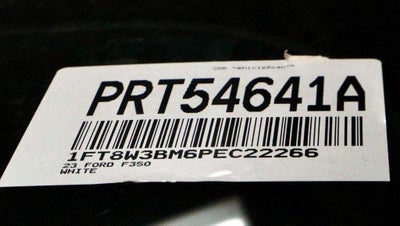 CDK VehicleScan™
PRT54641A
1FT8W3BM6PEC22266
23 FORD F350
WHITE